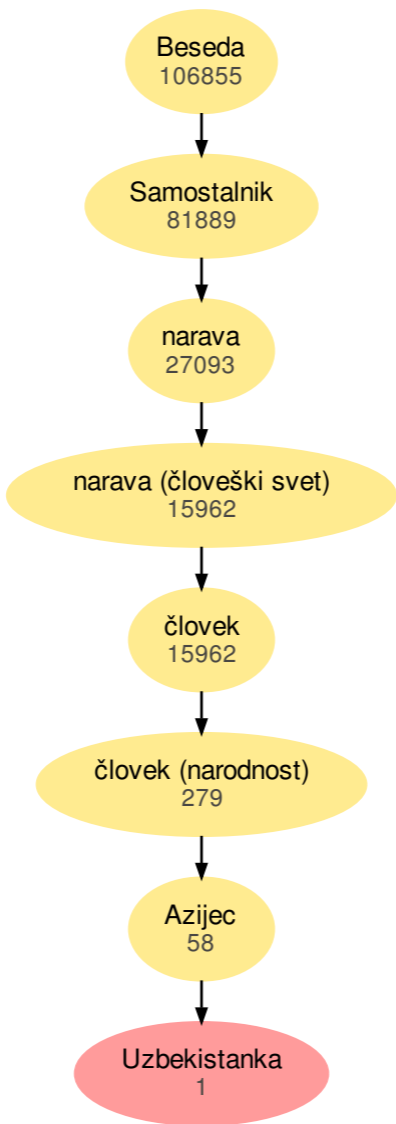 Beseda
106855
Samostalnik
81889
narava
27093
narava (človeški svet)
15962
človek
15962
človek (narodnost)
279
Azijec
58
Uzbekistanka
1